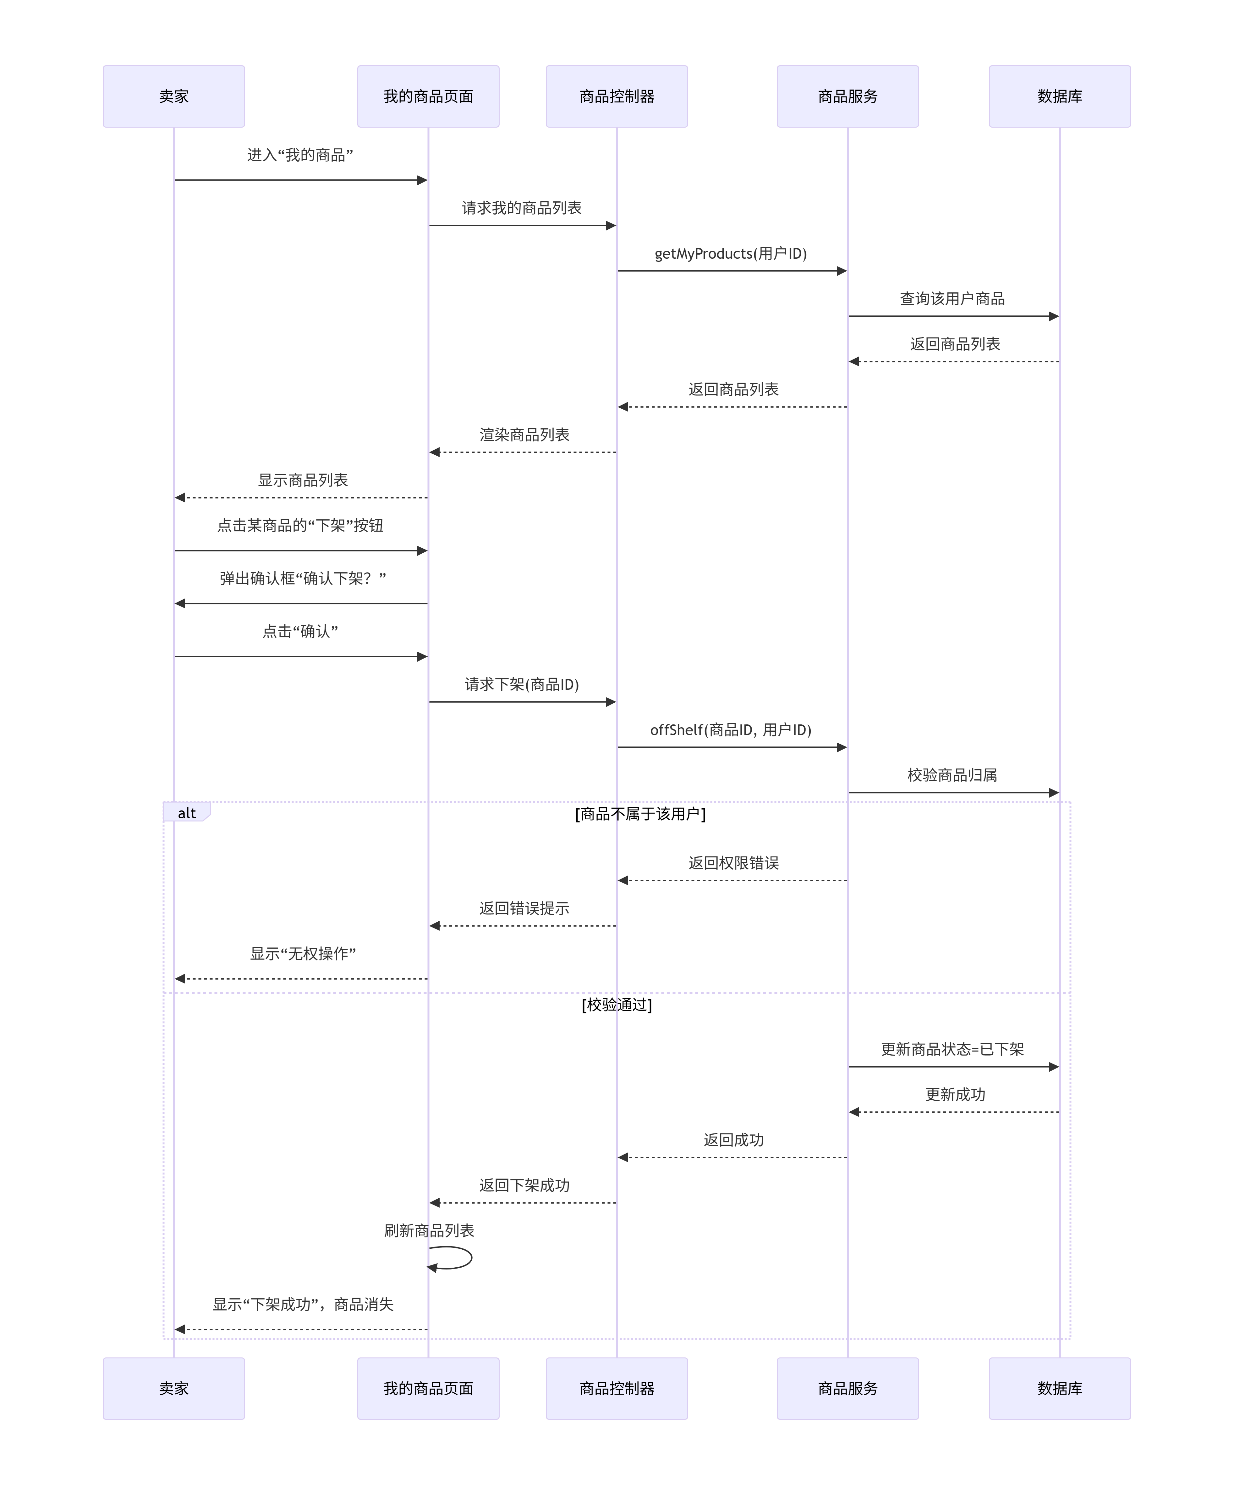 卖家
我的商品页面
商品控制器
商品服务
数据库
进入“我的商品”
请求我的商品列表
getMyProducts(用户ID)
查询该用户商品
返回商品列表
返回商品列表
渲染商品列表
显示商品列表
点击某商品的“下架”按钮
弹出确认框“确认下架？”
点击“确认”
请求下架(商品ID)
offShelf(商品ID, 用户ID)
校验商品归属
alt
[商品不属于该用户]
返回权限错误
返回错误提示
显示“无权操作”
[校验通过]
更新商品状态=已下架
更新成功
返回成功
返回下架成功
刷新商品列表
显示“下架成功”，商品消失
卖家
我的商品页面
商品控制器
商品服务
数据库